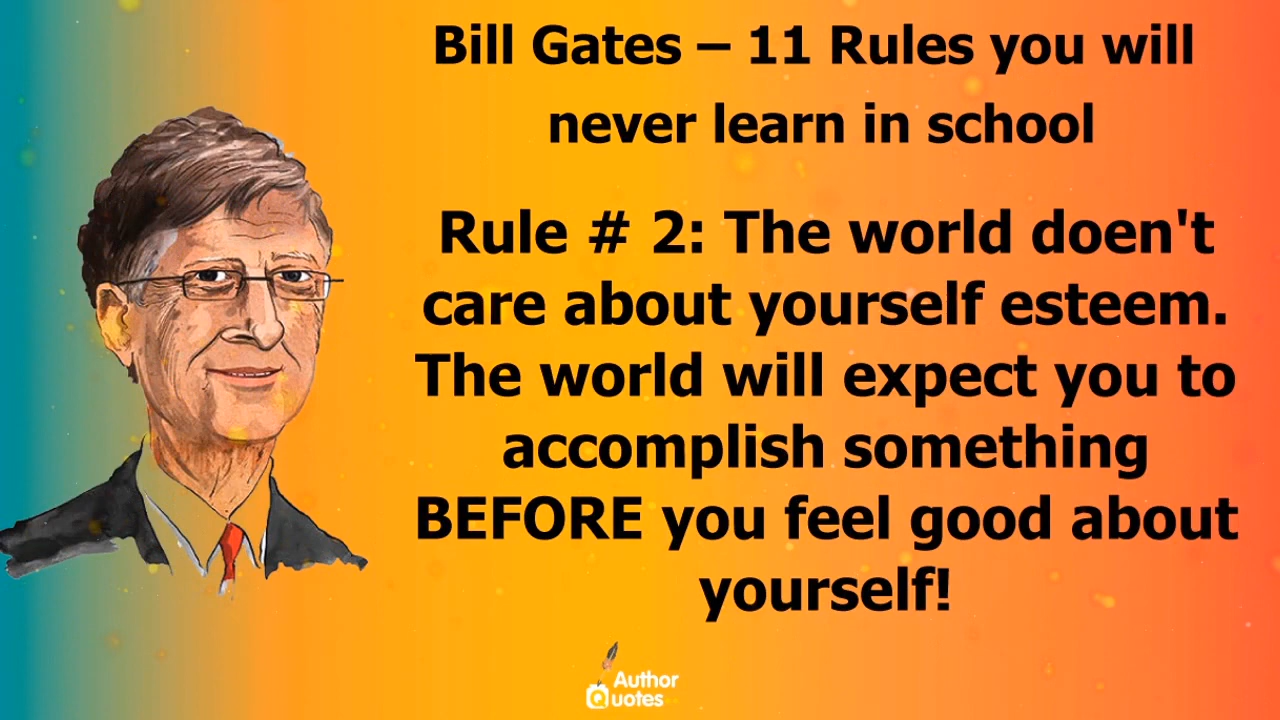 Bill Gates – 11 Rules you will
never learn in school
Rule # 2: The world doen't
care about yourself esteem.
The world will expect you to
accomplish something
BEFORE you feel good about
yourself!
Author
Quotes